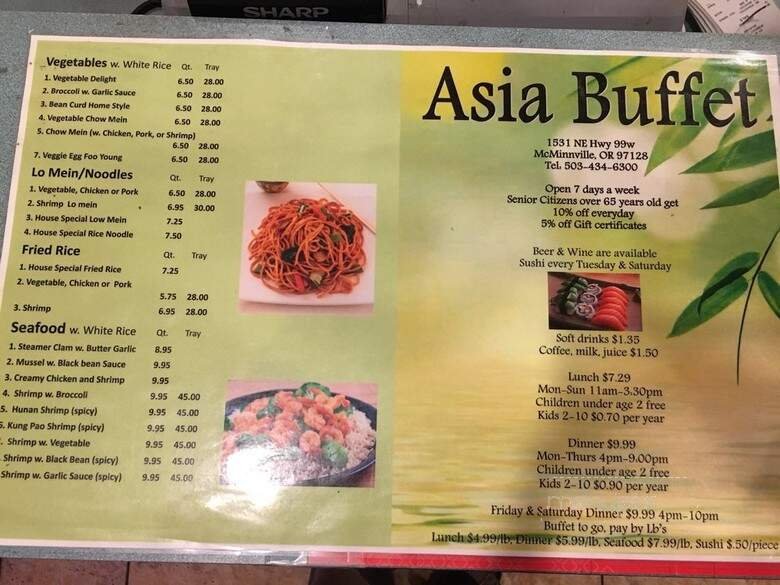 SHARP
Vegetables w. White Rice Qt. Tray
1. Vegetable Delight 6.50 28.00
2. Broccoli w. Garlic Sauce 6.50 28.00
3. Bean Curd Home Style 6.50 28.00
4. Vegetable Chow Mein 6.50 28.00
5. Chow Mein (w. Chicken, Pork, or Shrimp)
6.50 28.00
7. Veggie Egg Foo Young 6.50 28.00
Lo Mein/Noodles Qt. Tray
1. Vegetable, Chicken or Pork 6.50 28.00
2. Shrimp Lo mein 6.95 30.00
3. House Special Low Mein 7.25
4. House Special Rice Noodle 7.50
Fried Rice Qt. Tray
1. House Special Fried Rice 7.25
2. Vegetable, Chicken or Pork
5.75 28.00
3. Shrimp 6.95 28.00
Seafood w. White Rice Qt. Tray
1. Steamer Clam w. Butter Garlic 8.95
2. Mussel w. Black bean Sauce 9.95
3. Creamy Chicken and Shrimp 9.95
4. Shrimp w. Broccoli 9.95 45.00
5. Hunan Shrimp (spicy) 9.95 45.00
6. Kung Pao Shrimp (spicy) 9.95 45.00
. Shrimp w. Vegetable 9.95 45.00
Shrimp w. Black Bean (spicy) 9.95 45.00
Shrimp w. Garlic Sauce (spicy) 9.95 45.00
Asia Buffet
1531 NE Hwy 99w
McMinnville, OR 97128
Tel. 503-434-6300
Open 7 days a week
Senior Citizens over 65 years old get
10% off everyday
5% off Gift certificates
Beer & Wine are available
Sushi every Tuesday & Saturday
Soft drinks $1.35
Coffee, milk, juice $1.50
Lunch $7.29
Mon-Sun 11am-3.30pm
Children under age 2 free
Kids 2-10 $0.70 per year
Dinner $9.99
Mon-Thurs 4pm-9.00pm
Children under age 2 free
Kids 2-10 $0.90 per year
Friday & Saturday Dinner $9.99 4pm-10pm
Buffet to go, pay by Lb's
Lunch $4.99/lb, Dinner $5.99/lb, Seafood $7.99/lb, Sushi $.50/piece